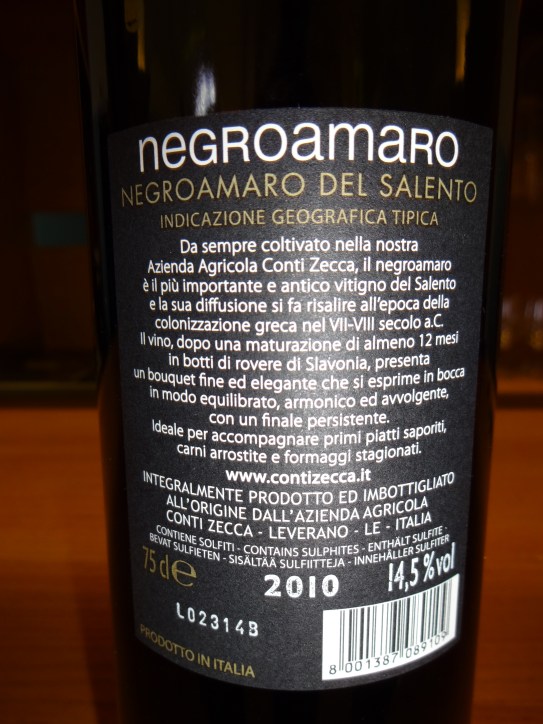 neGROamaRO
NEGROAMARO DEL SALENTO
INDICAZIONE GEOGRAFICA TIPICA
Da sempre coltivato nella nostra
Azienda Agricola Conti Zecca, il negroamaro
è il più importante e antico vitigno del Salento
e la sua diffusione si fa risalire all'epoca della
colonizzazione greca nel VII-VIII secolo a.C.
Il vino, dopo una maturazione di almeno 12 mesi
in botti di rovere di Slavonia, presenta
un bouquet fine ed elegante che si esprime in bocca
in modo equilibrato, armonico ed avvolgente,
con un finale persistente.
Ideale per accompagnare primi piatti saporiti,
carni arrostite e formaggi stagionati.
www.contizecca.it
INTEGRALMENTE PRODOTTO ED IMBOTTIGLIATO
ALL'ORIGINE DALL'AZIENDA AGRICOLA
CONTI ZECCA - LEVERANO - LE - ITALIA
CONTIENE SOLFITI - CONTAINS SULPHITES - ENTHÄLT SULFITE -
BEVAT SULFIETEN - SISÄLTÄÄ SULFIITTEJA - INNEHÅLLER SULFITER
75 cl e
2010
14,5 % vol
L02314B
PRODOTTO IN ITALIA
8 001387 089109